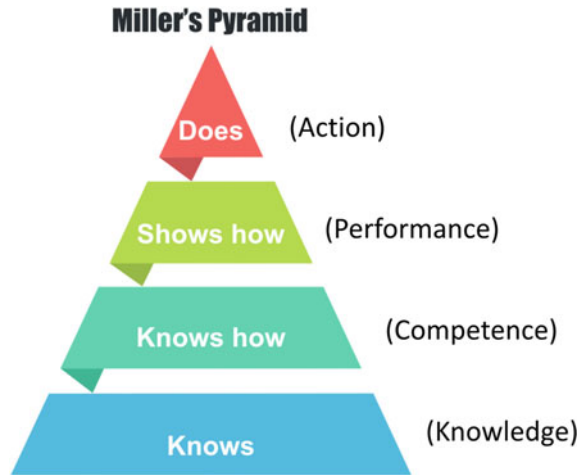 Miller's Pyramid
Does (Action)
Shows how (Performance)
Knows how (Competence)
Knows (Knowledge)